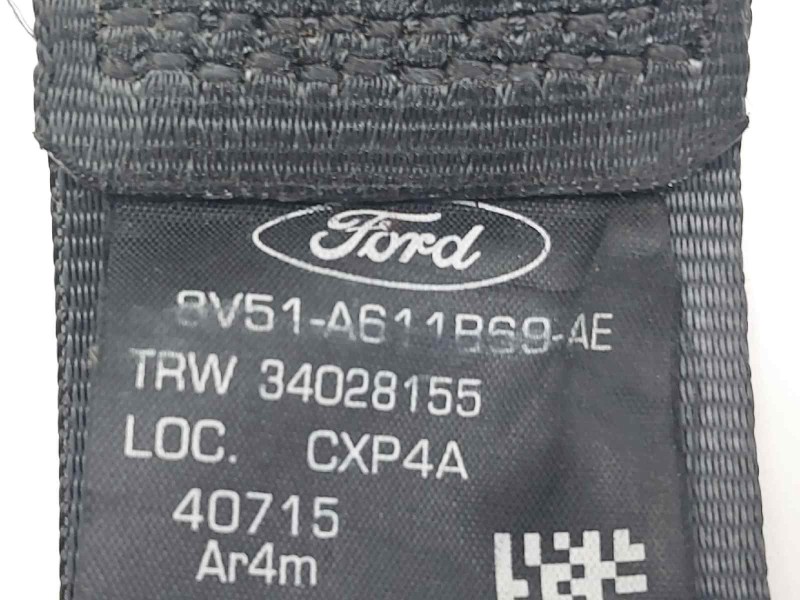 Ford
8V51-A611B69-AE
TRW 34028155
LOC. CXP4A
40715
Ar4m